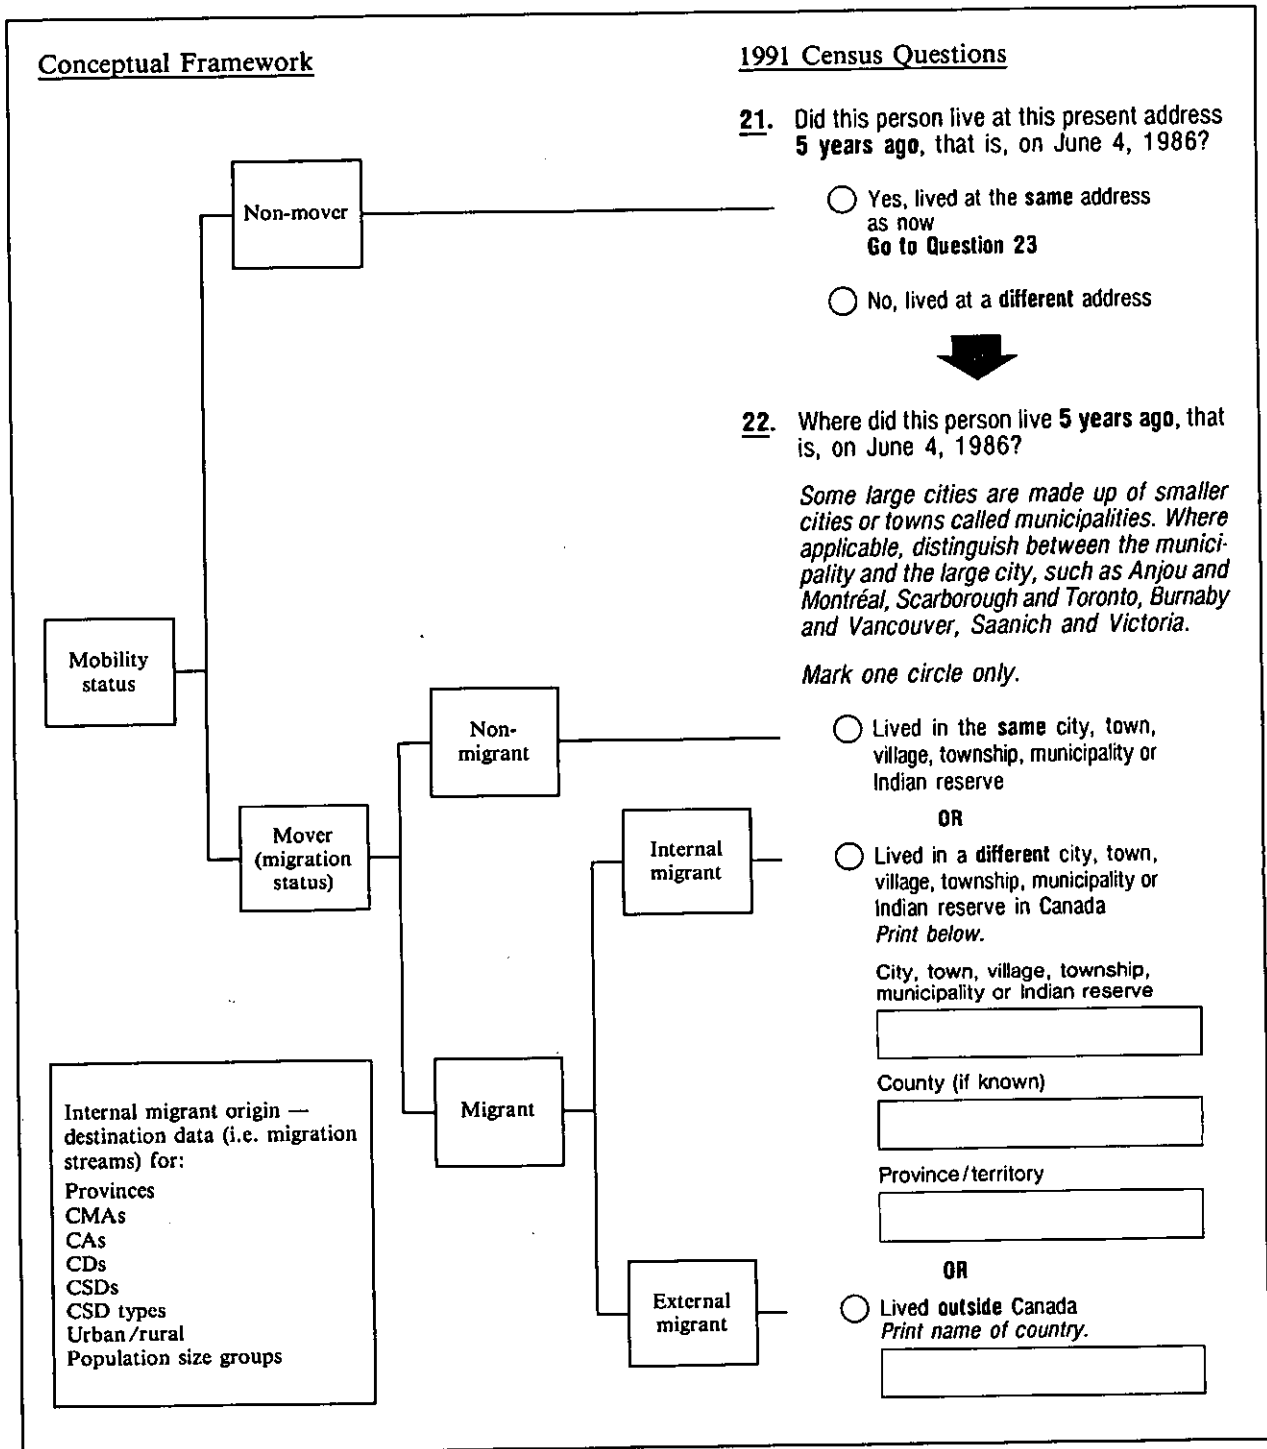 Conceptual Framework
1991 Census Questions
21. Did this person live at this present address
5 years ago, that is, on June 4, 1986?
Non-mover
Yes, lived at the same address
as now
Go to Question 23
No, lived at a different address
22. Where did this person live 5 years ago, that
is, on June 4, 1986?
Some large cities are made up of smaller
cities or towns called municipalities. Where
applicable, distinguish between the munici-
pality and the large city, such as Anjou and
Montréal, Scarborough and Toronto, Burnaby
and Vancouver, Saanich and Victoria.
Mark one circle only.
Mobility
status
Non-
migrant
Lived in the same city, town,
village, township, municipality or
Indian reserve
OR
Mover
(migration
status)
Internal
migrant
Lived in a different city, town,
village, township, municipality or
Indian reserve in Canada
Print below.
City, town, village, township,
municipality or Indian reserve
County (if known)
Province/territory
Migrant
Internal migrant origin —
destination data (i.e. migration
streams) for:
Provinces
CMAs
CAs
CDs
CSDs
CSD types
Urban/rural
Population size groups
OR
External
migrant
Lived outside Canada
Print name of country.